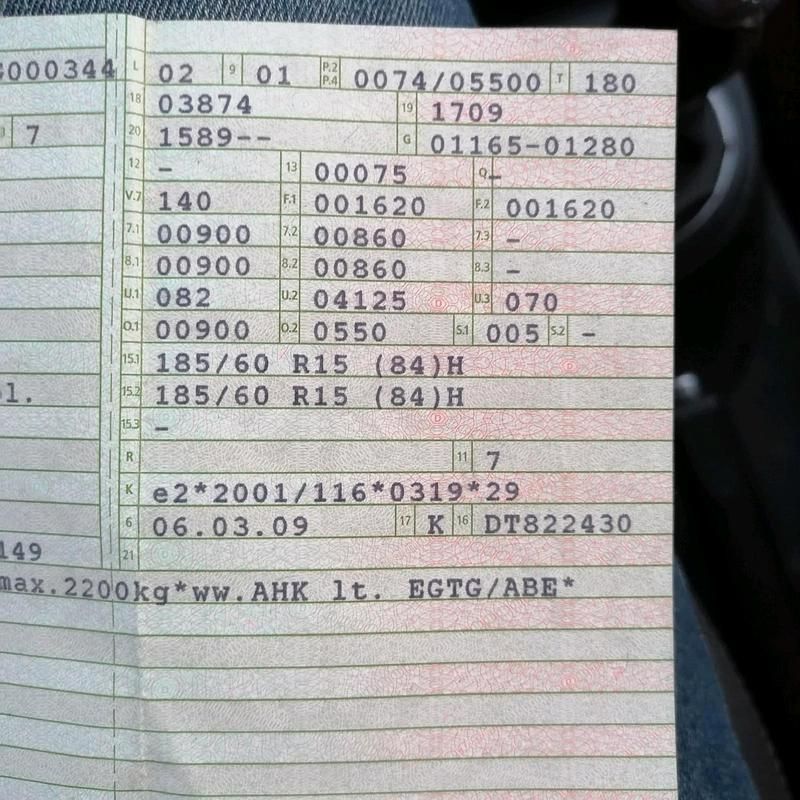 000344 L 02 9 01 P.2 P.4 0074/05500 T 180
18 03874 19 1709
7 20 1589-- G 01165-01280
12 - 13 00075 Q -
V.7 140 F.1 001620 F.2 001620
7.1 00900 7.2 00860 7.3 -
8.1 00900 8.2 00860 8.3 -
U.1 082 U.2 04125 U.3 070
O.1 00900 O.2 0550 S.1 005 S.2 -
15.1 185/60 R15 (84)H
15.2 185/60 R15 (84)H
15.3 -
R 11 7
K e2*2001/116*0319*29
6 06.03.09 17 K 16 DT822430
149 21
max.2200kg*ww.AHK lt. EGTG/ABE*